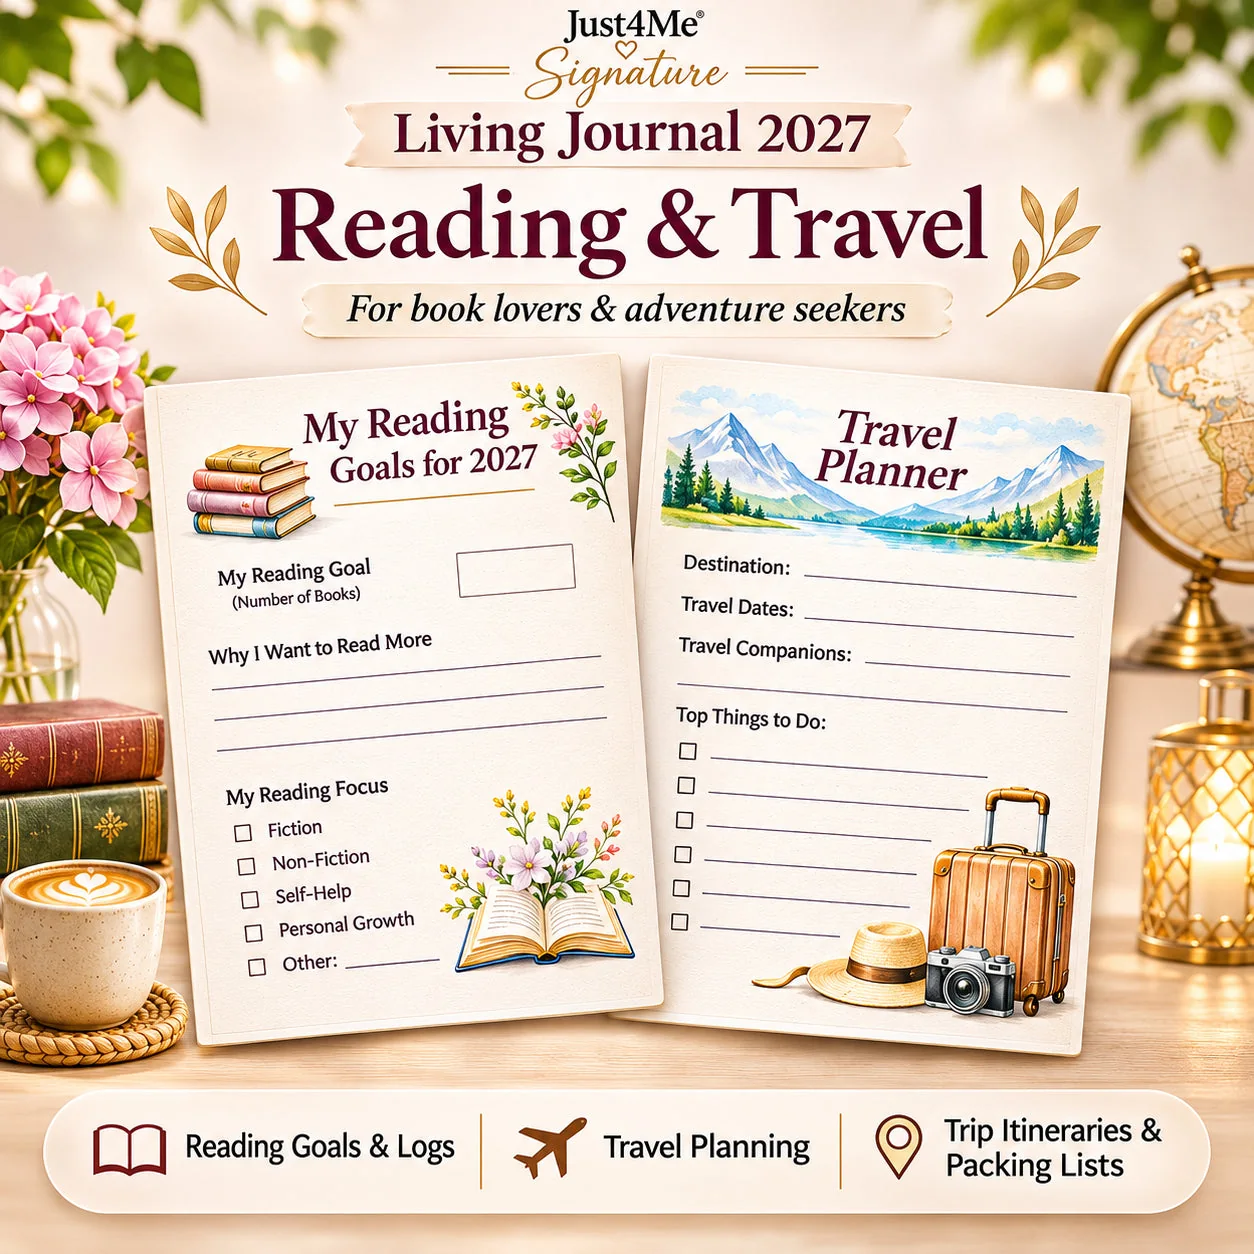 Just4Me®
Signature
Living Journal 2027
Reading & Travel
For book lovers & adventure seekers
My Reading
Goals for 2027
My Reading Goal
(Number of Books)
Why I Want to Read More
My Reading Focus
Fiction
Non-Fiction
Self-Help
Personal Growth
Other:
Travel
Planner
Destination:
Travel Dates:
Travel Companions:
Top Things to Do:
Reading Goals & Logs
Travel Planning
Trip Itineraries &
Packing Lists